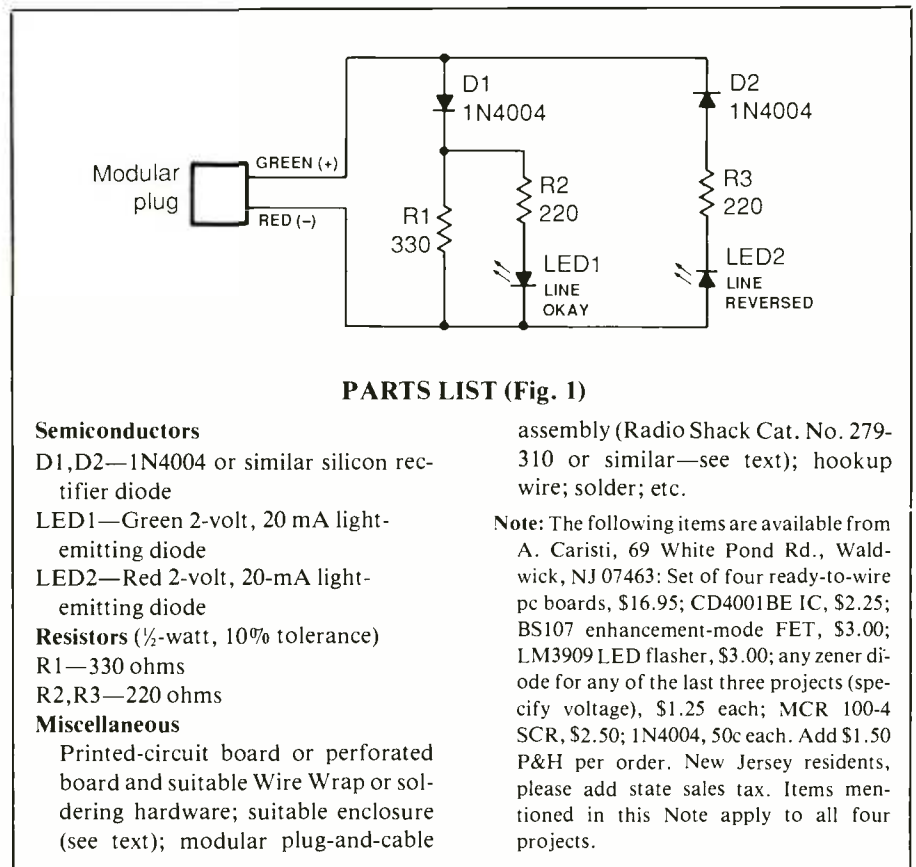 D1
1N4004
D2
1N4004
Modular
plug
GREEN (+)
RED (–)
R1
330
R2
220
R3
220
LED1
LINE
OKAY
LED2
LINE
REVERSED
PARTS LIST (Fig. 1)
Semiconductors
D1,D2—1N4004 or similar silicon rec-
tifier diode
LED1—Green 2-volt, 20 mA light-
emitting diode
LED2—Red 2-volt, 20-mA light-
emitting diode
Resistors (½-watt, 10% tolerance)
R1—330 ohms
R2,R3—220 ohms
Miscellaneous
Printed-circuit board or perforated
board and suitable Wire Wrap or sol-
dering hardware; suitable enclosure
(see text); modular plug-and-cable
assembly (Radio Shack Cat. No. 279-
310 or similar—see text); hookup
wire; solder; etc.
Note: The following items are available from
A. Caristi, 69 White Pond Rd., Wald-
wick, NJ 07463: Set of four ready-to-wire
pc boards, $16.95; CD4001BE IC, $2.25;
BS107 enhancement-mode FET, $3.00;
LM3909 LED flasher, $3.00; any zener di-
ode for any of the last three projects (spe-
cify voltage), $1.25 each; MCR 100-4
SCR, $2.50; 1N4004, 50c each. Add $1.50
P&H per order. New Jersey residents,
please add state sales tax. Items men-
tioned in this Note apply to all four
projects.